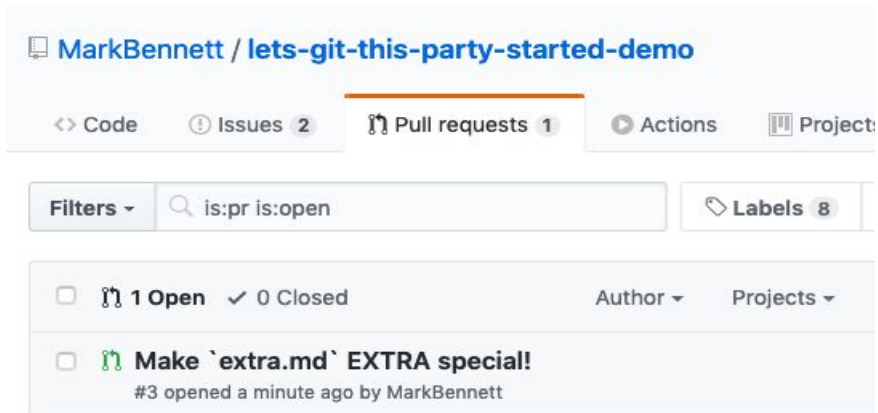 MarkBennett / lets-git-this-party-started-demo
<> Code Issues 2 Pull requests 1 Actions Projects
Filters is:pr is:open Labels 8
1 Open 0 Closed Author Projects
Make `extra.md` EXTRA special!
#3 opened a minute ago by MarkBennett